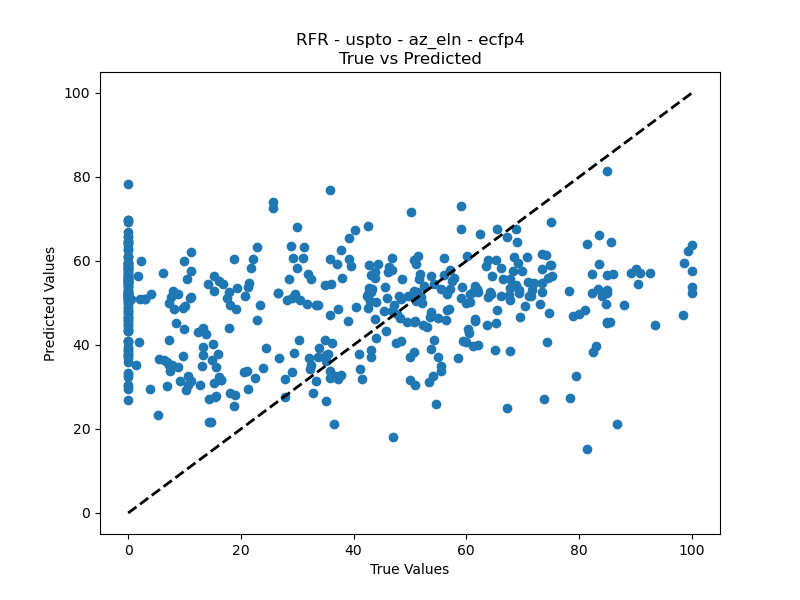 RFR - uspto - az_eln - ecfp4
True vs Predicted
100
80
60
40
20
0
Predicted Values
0 20 40 60 80 100
True Values